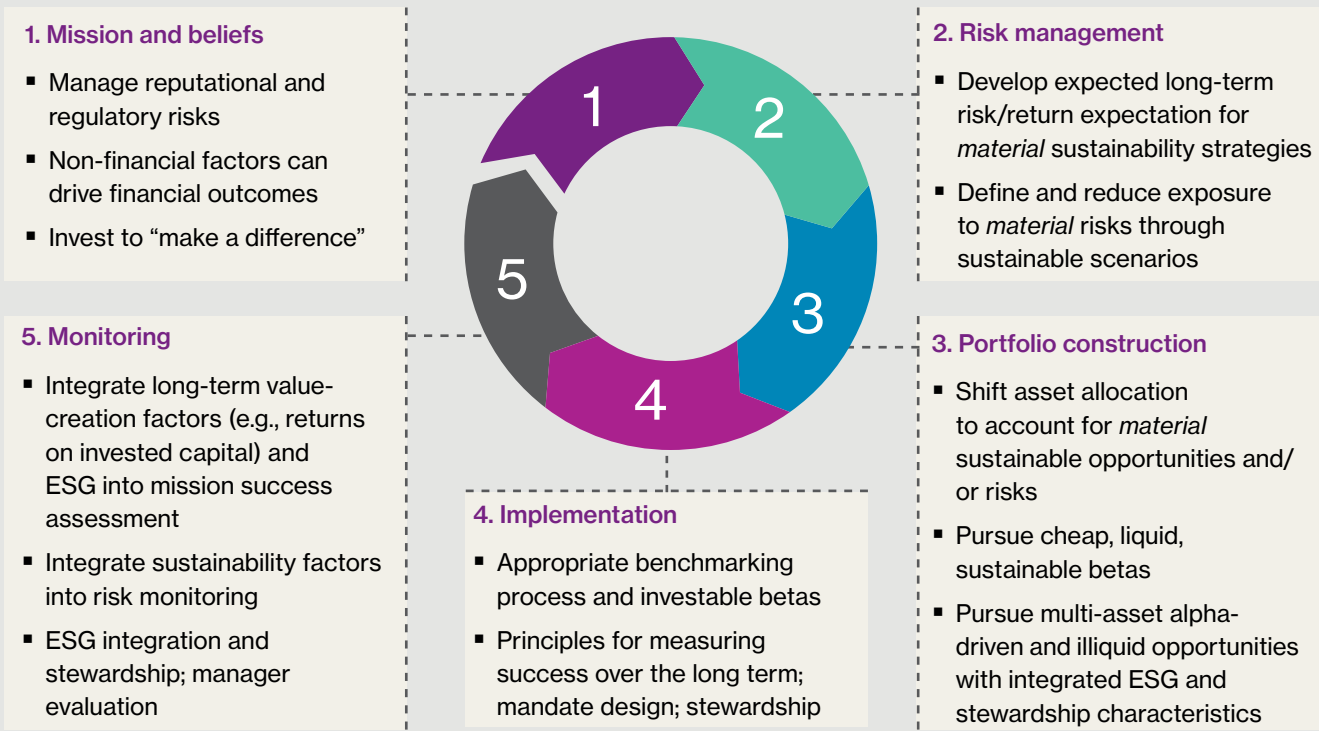 1. Mission and beliefs
▪ Manage reputational and
regulatory risks
▪ Non-financial factors can
drive financial outcomes
▪ Invest to “make a difference”
1
2
3
4
5
2. Risk management
▪ Develop expected long-term
risk/return expectation for
material sustainability strategies
▪ Define and reduce exposure
to material risks through
sustainable scenarios
3. Portfolio construction
▪ Shift asset allocation
to account for material
sustainable opportunities and/
or risks
▪ Pursue cheap, liquid,
sustainable betas
▪ Pursue multi-asset alpha-
driven and illiquid opportunities
with integrated ESG and
stewardship characteristics
4. Implementation
▪ Appropriate benchmarking
process and investable betas
▪ Principles for measuring
success over the long term;
mandate design; stewardship
5. Monitoring
▪ Integrate long-term value-
creation factors (e.g., returns
on invested capital) and
ESG into mission success
assessment
▪ Integrate sustainability factors
into risk monitoring
▪ ESG integration and
stewardship; manager
evaluation